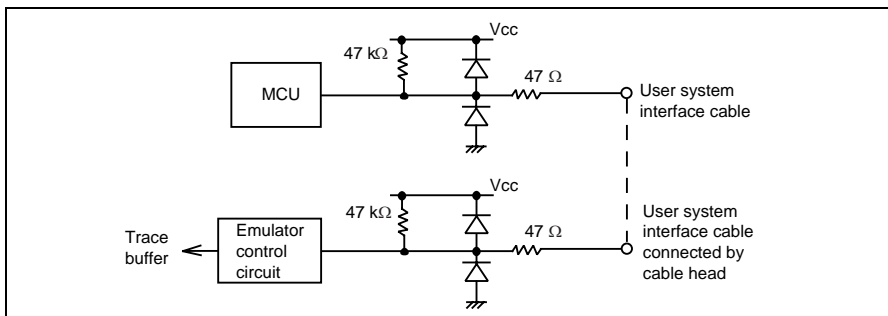 Vcc
47 kΩ
47 Ω
MCU
User system
interface cable
Vcc
47 kΩ
47 Ω
Trace
buffer
Emulator
control
circuit
User system
interface cable
connected by
cable head